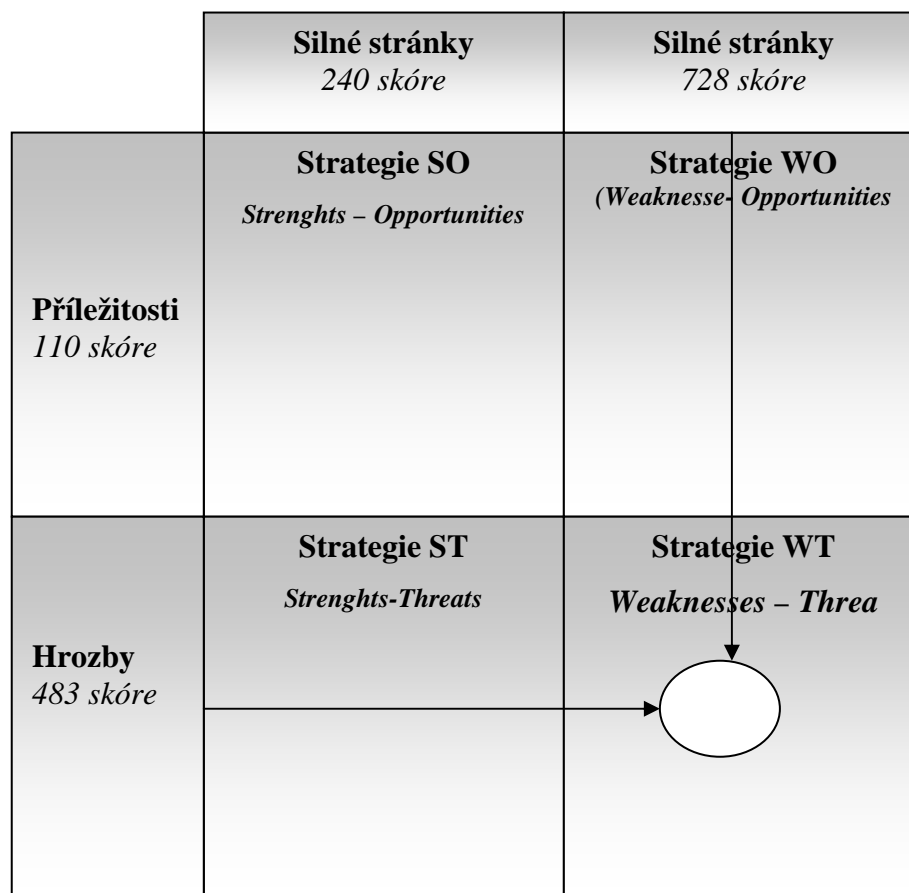 Silné stránky
240 skóre
Silné stránky
728 skóre
Příležitosti
110 skóre
Strategie SO
Strenghts – Opportunities
Strategie WO
(Weaknesse- Opportunities
Hrozby
483 skóre
Strategie ST
Strenghts-Threats
Strategie WT
Weaknesses – Threa